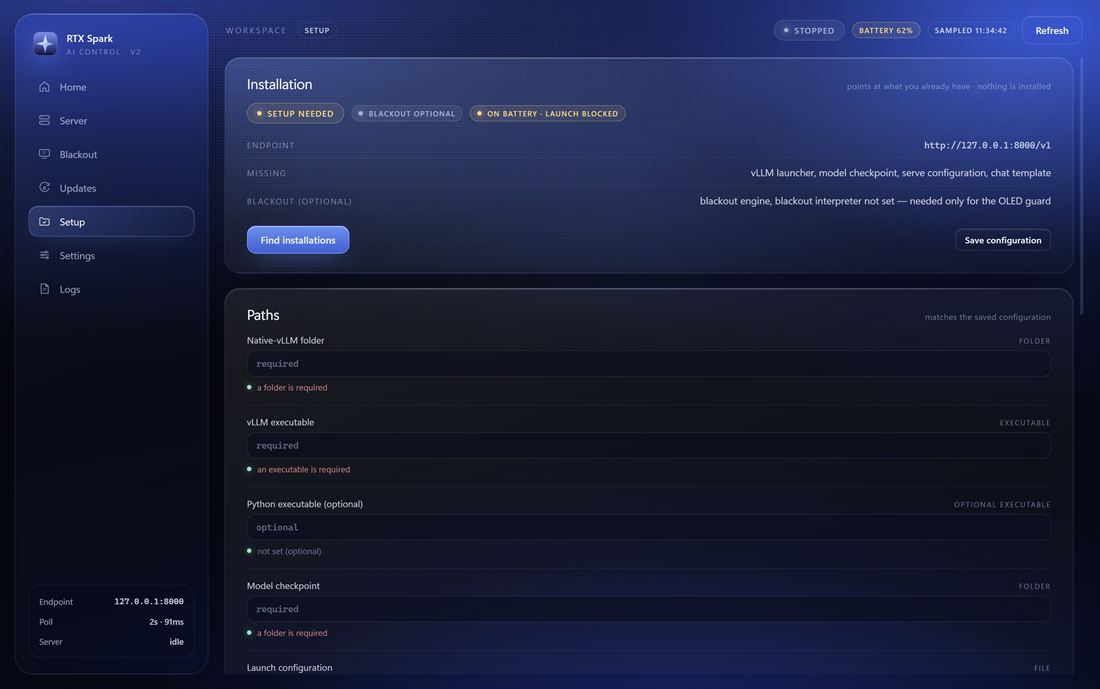 RTX Spark
AI CONTROL · V2
Home
Server
Blackout
Updates
Setup
Settings
Logs
Endpoint 127.0.0.1:8000
Poll 2s · 91ms
Server idle
WORKSPACE SETUP
STOPPED BATTERY 62% SAMPLED 11:34:42 Refresh
Installation
points at what you already have · nothing is installed
SETUP NEEDED BLACKOUT OPTIONAL ON BATTERY · LAUNCH BLOCKED
ENDPOINT http://127.0.0.1:8000/v1
MISSING vLLM launcher, model checkpoint, serve configuration, chat template
BLACKOUT (OPTIONAL) blackout engine, blackout interpreter not set — needed only for the OLED guard
Find installations Save configuration
Paths
matches the saved configuration
Native-vLLM folder FOLDER
required
a folder is required
vLLM executable EXECUTABLE
required
an executable is required
Python executable (optional) OPTIONAL EXECUTABLE
optional
not set (optional)
Model checkpoint FOLDER
required
a folder is required
Launch configuration FILE